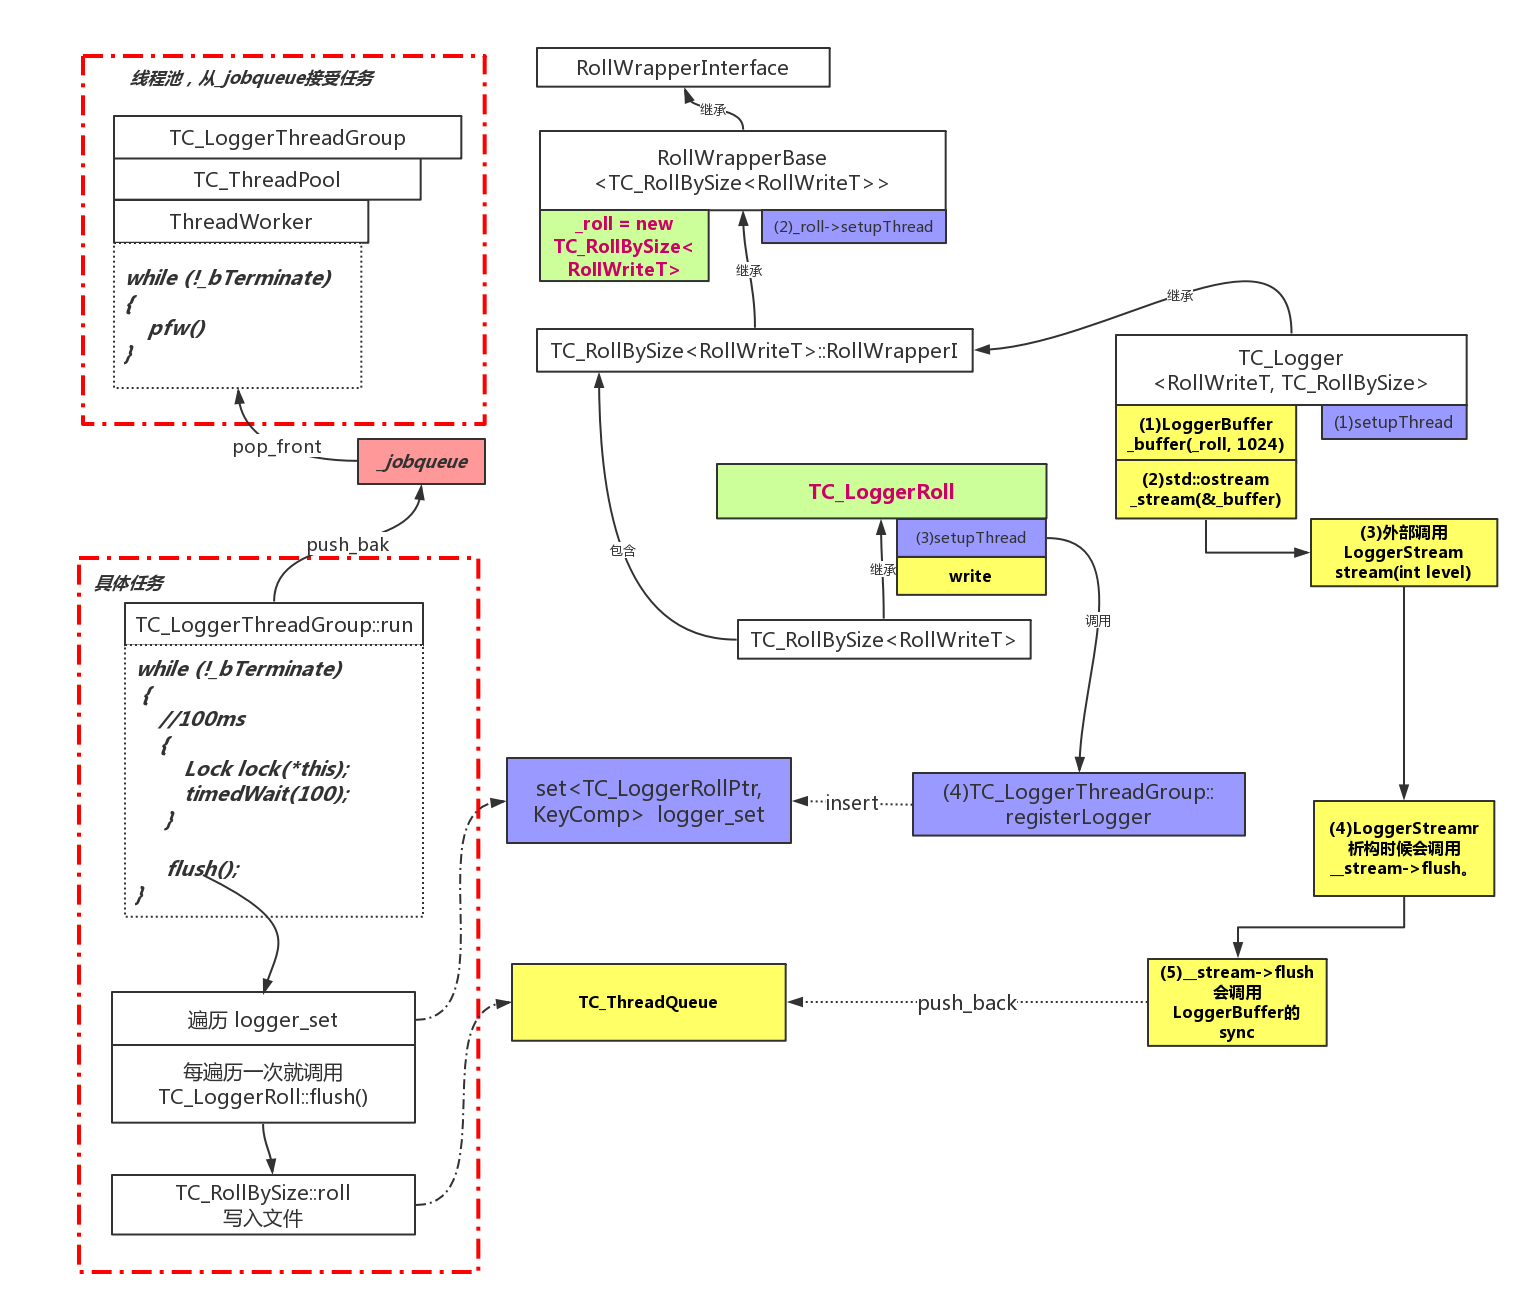 线程池，从_jobqueue接受任务
TC_LoggerThreadGroup
TC_ThreadPool
ThreadWorker
while (!_bTerminate)
{
pfw()
}
pop_front
_jobqueue
push_bak
具体任务
TC_LoggerThreadGroup::run
while (!_bTerminate)
{
//100ms
{
Lock lock(*this);
timedWait(100);
}
flush();
}
遍历 logger_set
每遍历一次就调用
TC_LoggerRoll::flush()
TC_RollBySize::roll
写入文件
RollWrapperInterface
继承
RollWrapperBase
<TC_RollBySize<RollWriteT>>
_roll = new
TC_RollBySize<
RollWriteT>
(2)_roll->setupThread
继承
TC_RollBySize<RollWriteT>::RollWrapperI
继承
TC_Logger
<RollWriteT, TC_RollBySize>
(1)LoggerBuffer
_buffer(_roll, 1024)
(1)setupThread
(2)std::ostream
_stream(&_buffer)
TC_LoggerRoll
(3)setupThread
write
包含
继承
TC_RollBySize<RollWriteT>
调用
(3)外部调用
LoggerStream
stream(int level)
set<TC_LoggerRollPtr,
KeyComp>  logger_set
insert
(4)TC_LoggerThreadGroup::
registerLogger
(4)LoggerStreamr
析构时候会调用
__stream->flush。
TC_ThreadQueue
push_back
(5)__stream->flush
会调用
LoggerBuffer的
sync